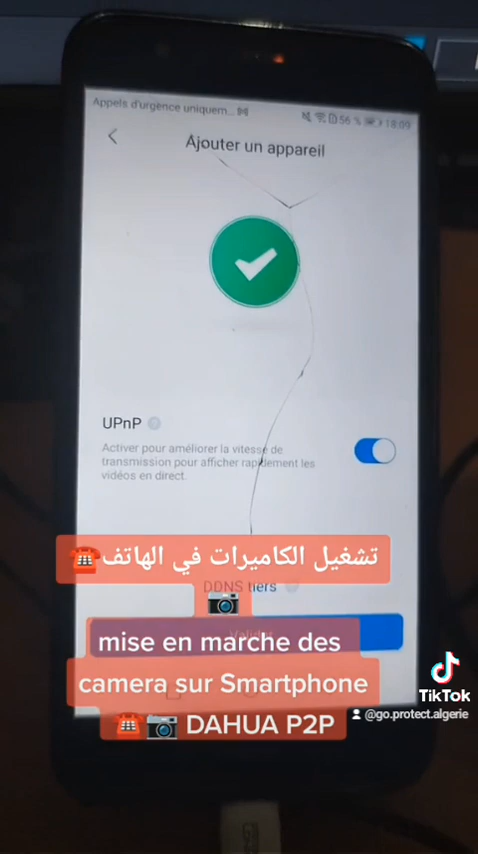 Appels d'urgence uniquem...
56 % 18:09
Ajouter un appareil
UPnP
Activer pour améliorer la vitesse de
transmission pour afficher rapidement les
vidéos en direct.
تشغيل الكاميرات في الهاتف☎️
DDNS tiers
📷
mise en marche des
camera sur Smartphone
☎️📷 DAHUA P2P
TikTok
@go.protect.algerie